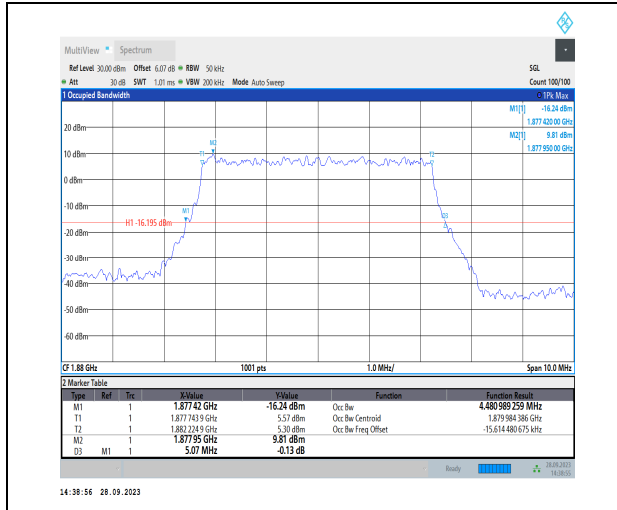 MultiView Spectrum
Ref Level 30.00 dBm Offset 6.07 dB RBW 50 kHz SGL
Att 30 dB SWT 1.01 ms VBW 200 kHz Mode Auto Sweep Count 100/100
1 Occupied Bandwidth 1Pk Max
M1[1] -16.24 dBm
1.877 420 00 GHz
M2[1] 9.81 dBm
1.877 950 00 GHz
20 dBm
M2
T1 T2
10 dBm
0 dBm
-10 dBm
M1
D3
H1 -16.195 dBm
-20 dBm
-30 dBm
-40 dBm
-50 dBm
-60 dBm
CF 1.88 GHz 1001 pts 1.0 MHz/ Span 10.0 MHz
2 Marker Table
Type Ref Trc X-Value Y-Value Function Function Result
M1 1 1.877 42 GHz -16.24 dBm Occ Bw 4.480 989 259 MHz
T1 1 1.877 743 9 GHz 5.57 dBm Occ Bw Centroid 1.879 984 386 GHz
T2 1 1.882 224 9 GHz 5.30 dBm Occ Bw Freq Offset -15.614 480 675 kHz
M2 1 1.877 95 GHz 9.81 dBm
D3 M1 1 5.07 MHz -0.13 dB
Ready 28.09.2023
14:38:55
14:38:56 28.09.2023